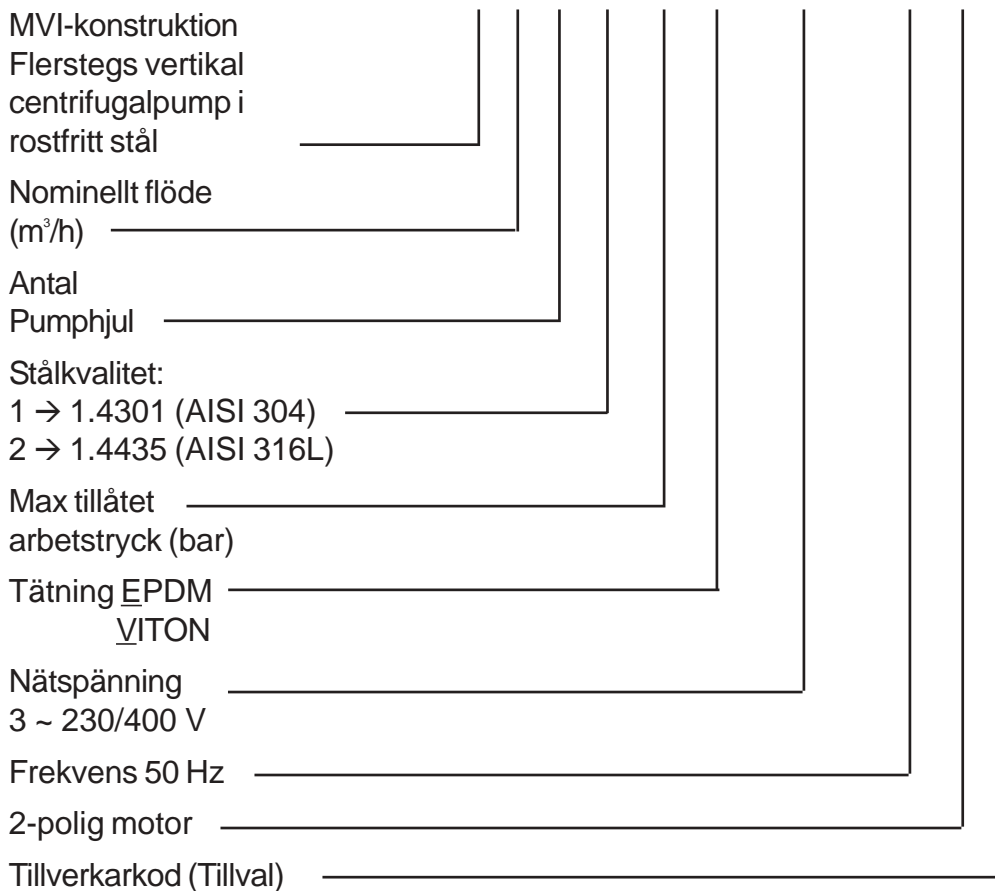 MVI-konstruktion
Flerstegs vertikal
centrifugalpump i
rostfritt stål
Nominellt flöde
(m³/h)
Antal
Pumphjul
Stålkvalitet:
1 → 1.4301 (AISI 304)
2 → 1.4435 (AISI 316L)
Max tillåtet
arbetstryck (bar)
Tätning EPDM
VITON
Nätspänning
3 ~ 230/400 V
Frekvens 50 Hz
2-polig motor
Tillverkarkod (Tillval)